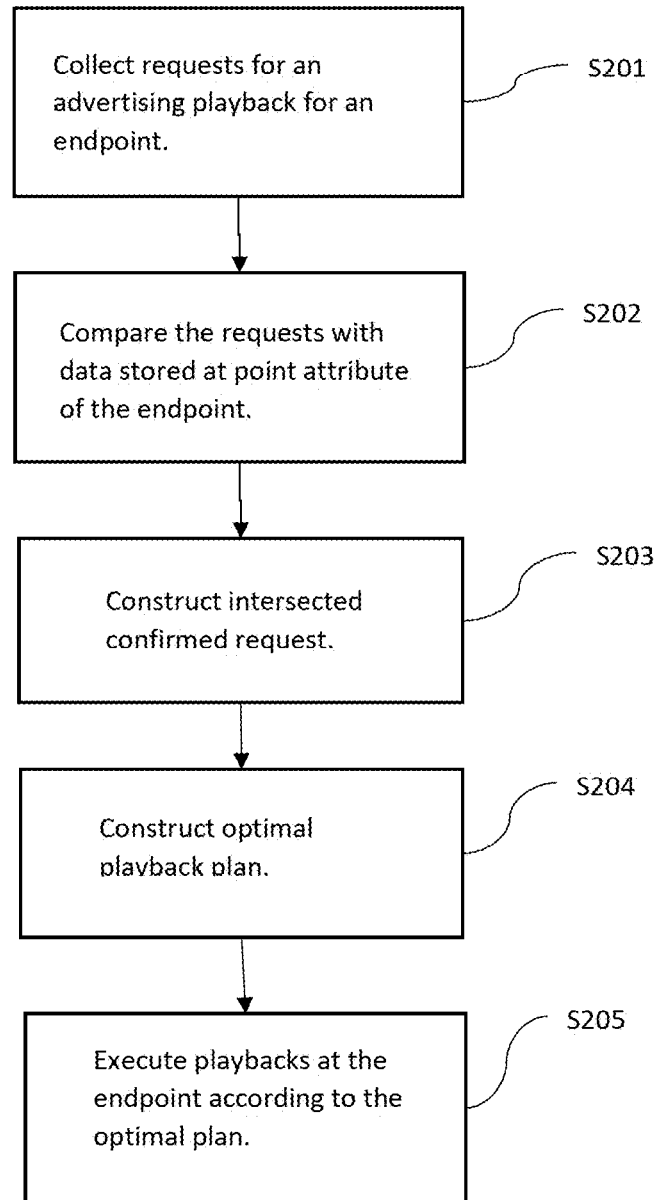 Collect requests for an
advertising playback for an
endpoint.
S201
Compare the requests with
data stored at point attribute
of the endpoint.
S202
Construct intersected
confirmed request.
S203
Construct optimal
playback plan.
S204
Execute playbacks at the
endpoint according to the
optimal plan.
S205